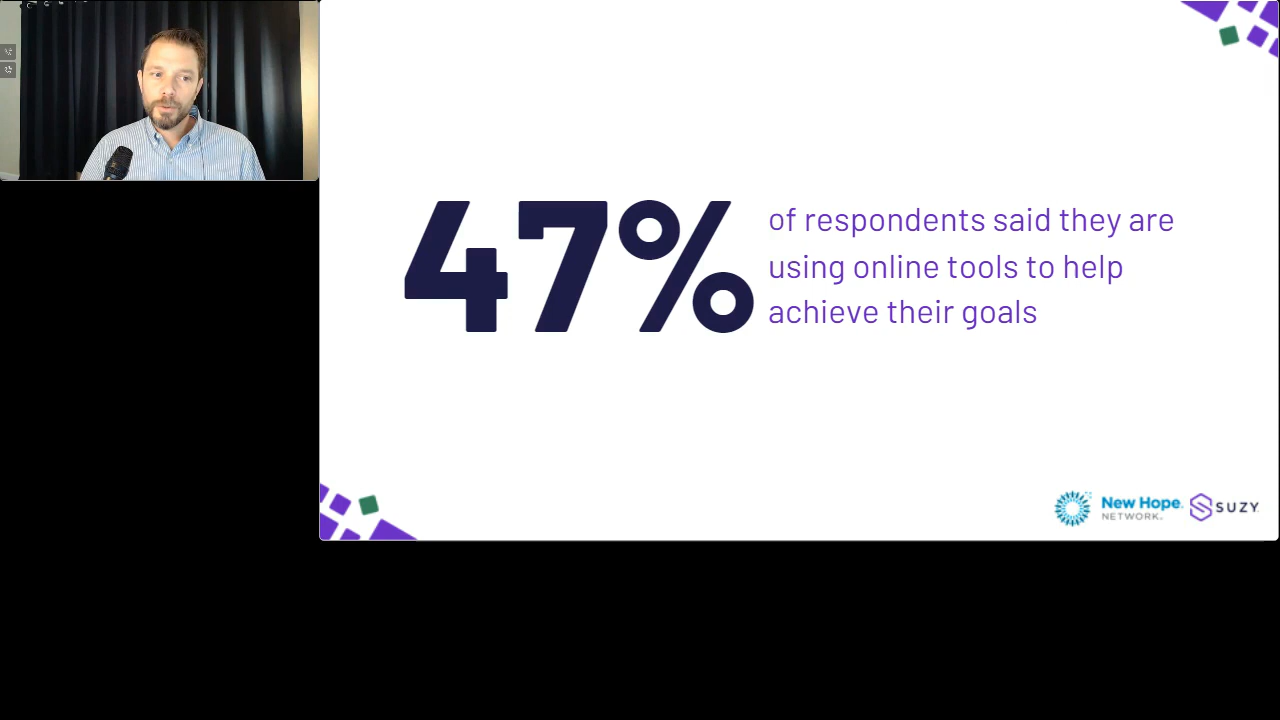 47%
of respondents said they are
using online tools to help
achieve their goals
New Hope
NETWORK
SUZY